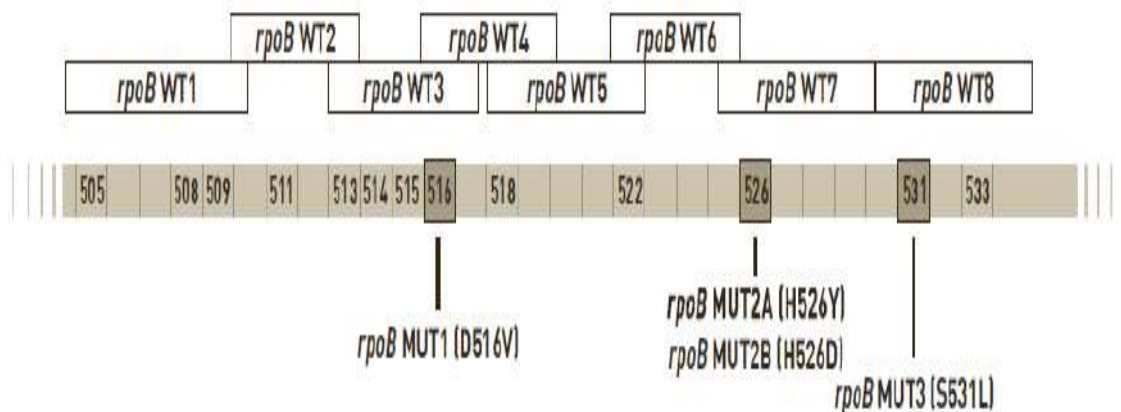 rpoB WT2 rpoB WT4 rpoB WT6
rpoB WT1 rpoB WT3 rpoB WT5 rpoB WT7 rpoB WT8
505 508 509 511 513 514 515 516 518 522 526 531 533
rpoB MUT1 (D516V)
rpoB MUT2A (H526Y)
rpoB MUT2B (H526D)
rpoB MUT3 (S531L)